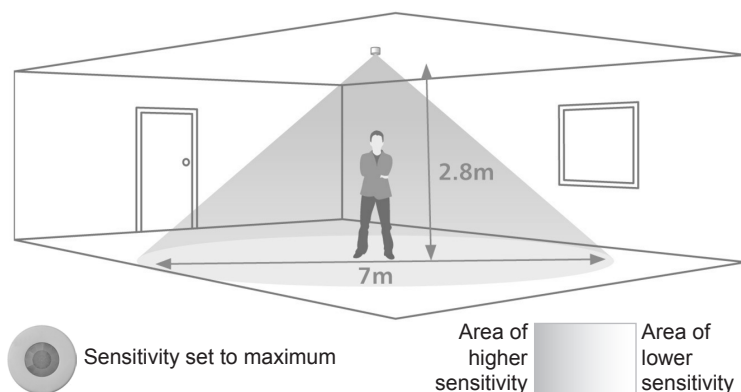 2.8m
7m
Sensitivity set to maximum
Area of
higher
sensitivity
Area of
lower
sensitivity